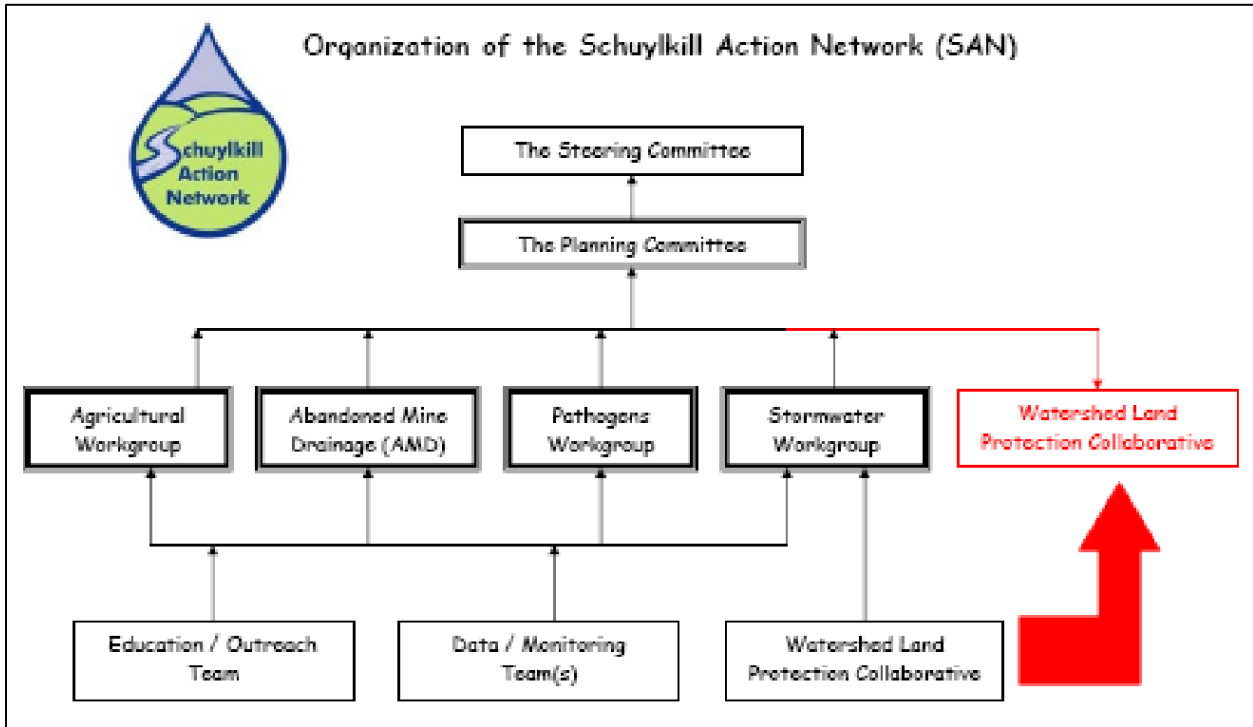 Organization of the Schuylkill Action Network (SAN)
Schuylkill
Action
Network
The Steering Committee
The Planning Committee
Agricultural
Workgroup
Abandoned Mine
Drainage (AMD)
Pathogens
Workgroup
Stormwater
Workgroup
Watershed Land
Protection Collaborative
Education / Outreach
Team
Data / Monitoring
Team(s)
Watershed Land
Protection Collaborative